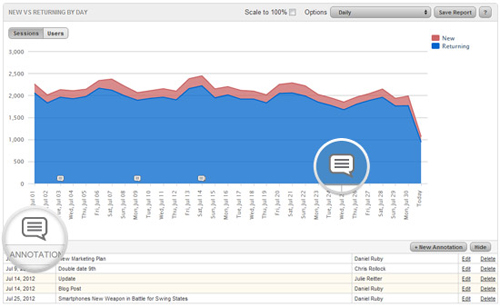 NEW VS RETURNING BY DAY Scale to 100% Options Daily Save Report ?
Sessions Users
New
Returning
3,000
2,500
2,000
1,500
1,000
500
0
Jul 01 Mon, Jul 02 Tue, Jul 03 Wed, Jul 04 Thu, Jul 05 Fri, Jul 06 Sat, Jul 07 Sun, Jul 08 Mon, Jul 09 Tue, Jul 10 Wed, Jul 11 Thu, Jul 12 Fri, Jul 13 Sat, Jul 14 Sun, Jul 15 Mon, Jul 16 Tue, Jul 17 Wed, Jul 18 Thu, Jul 19 Fri, Jul 20 Sat, Jul 21 Sun, Jul 22 Mon, Jul 23 Tue, Jul 24 Wed, Jul 25 Thu, Jul 26 Fri, Jul 27 Sat, Jul 28 Sun, Jul 29 Mon, Jul 30 Today
ANNOTATION
+ New Annotation Hide
New Marketing Plan Daniel Ruby Edit Delete
Double date 9th Chris Rollock Edit Delete
Jul 14, 2012 Update Julie Reiter Edit Delete
Jul 14, 2012 Blog Post Daniel Ruby Edit Delete
Jul 25, 2012 Smartphones New Weapon in Battle for Swing States Daniel Ruby Edit Delete